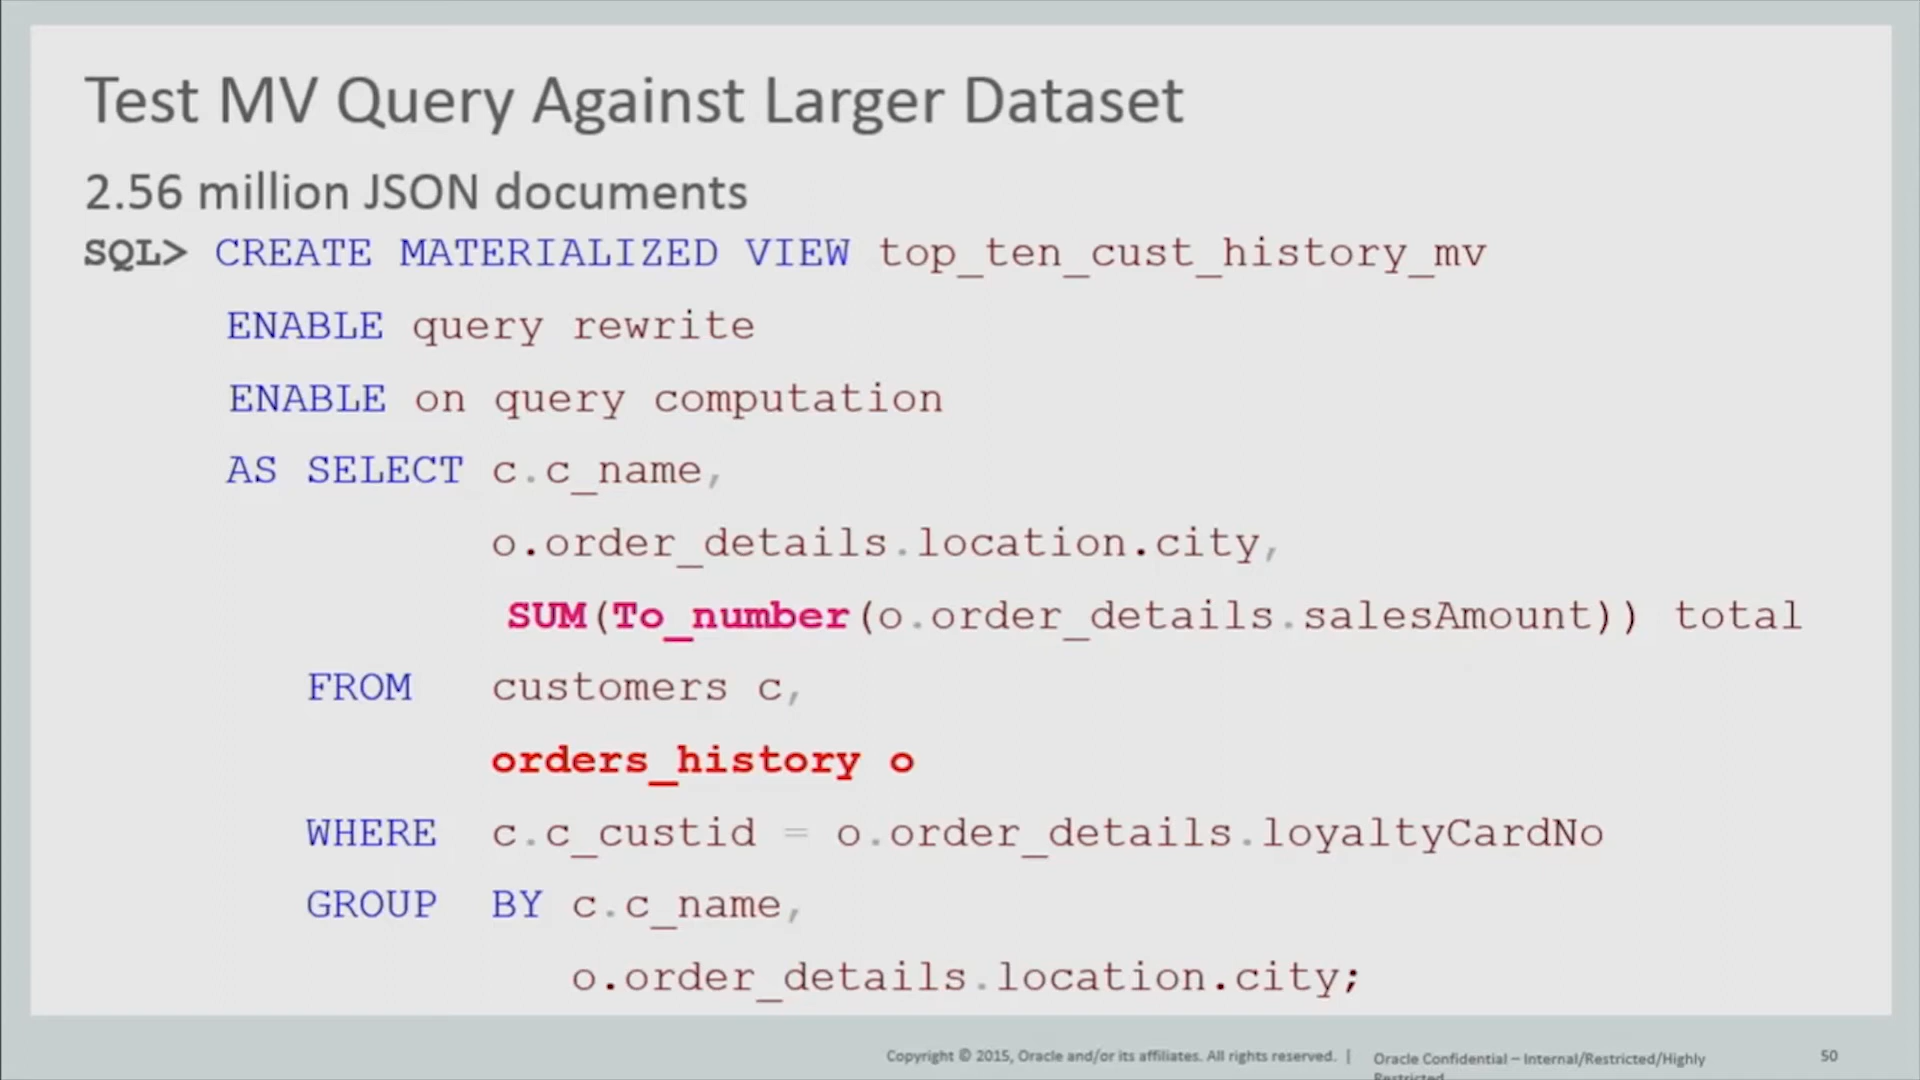 Test MV Query Against Larger Dataset
2.56 million JSON documents
SQL> CREATE MATERIALIZED VIEW top_ten_cust_history_mv
ENABLE query rewrite
ENABLE on query computation
AS SELECT c.c_name,
o.order_details.location.city,
SUM(To_number(o.order_details.salesAmount)) total
FROM customers c,
orders_history o
WHERE c.c_custid = o.order_details.loyaltyCardNo
GROUP BY c.c_name,
o.order_details.location.city;
Copyright © 2015, Oracle and/or its affiliates. All rights reserved. | Oracle Confidential – Internal/Restricted/Highly 50
Restricted